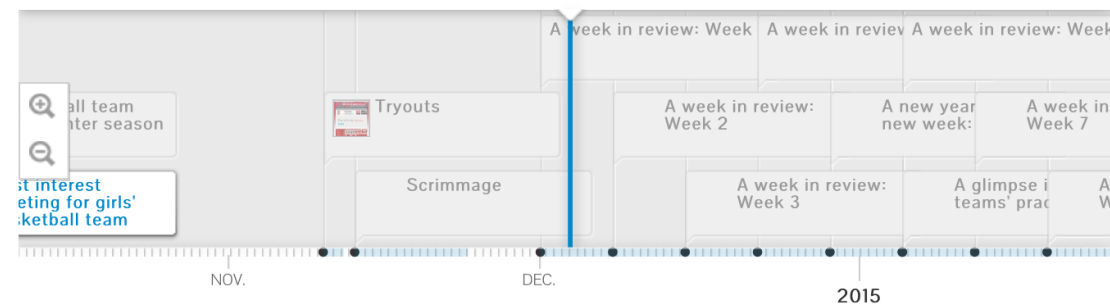 A week in review: Week
A week in review
A week in review: Week
all team
nter season
Tryouts
A week in review:
Week 2
A new year
new week:
A week in
Week 7
st interest
eting for girls'
sketball team
Scrimmage
A week in review:
Week 3
A glimpse i
teams' prac
A
W
NOV.
DEC.
2015